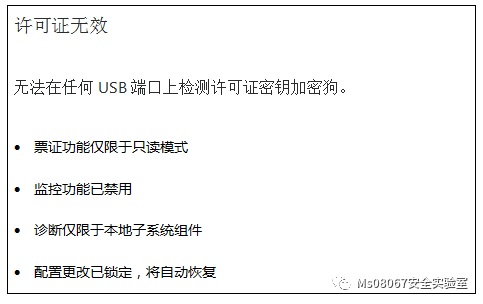 许可证无效
无法在任何 USB 端口上检测许可证密钥加密狗。
• 票证功能仅限于只读模式
• 监控功能已禁用
• 诊断仅限于本地子系统组件
• 配置更改已锁定，将自动恢复
Ms08067安全实验室